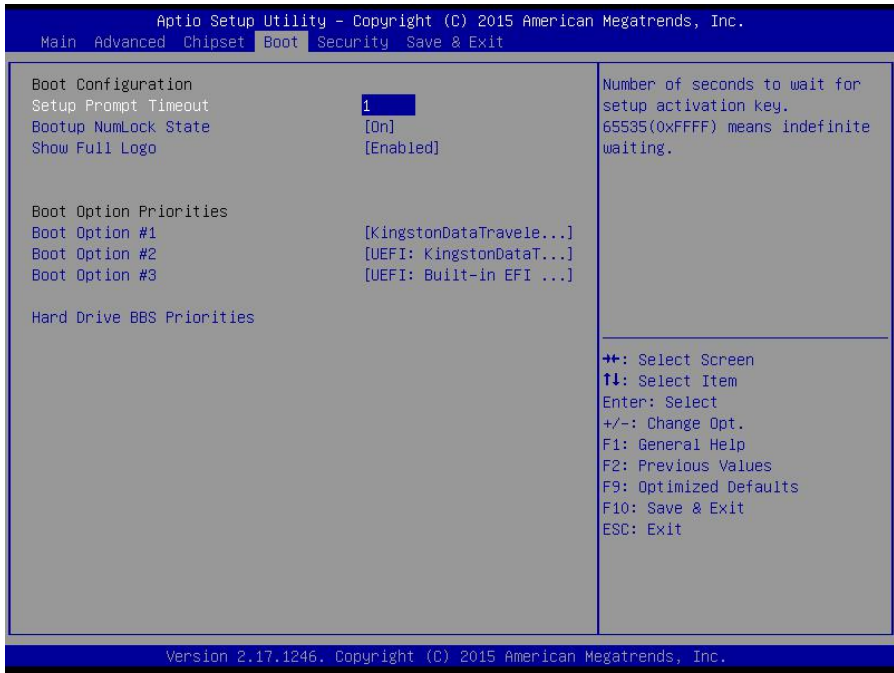 Aptio Setup Utility – Copyright (C) 2015 American Megatrends, Inc.
Main Advanced Chipset Boot Security Save & Exit
Boot Configuration
Setup Prompt Timeout 1
Bootup NumLock State [On]
Show Full Logo [Enabled]
Boot Option Priorities
Boot Option #1 [KingstonDataTravele...]
Boot Option #2 [UEFI: KingstonDataT...]
Boot Option #3 [UEFI: Built-in EFI ...]
Hard Drive BBS Priorities
Number of seconds to wait for
setup activation key.
65535(0xFFFF) means indefinite
waiting.
→←: Select Screen
↑↓: Select Item
Enter: Select
+/-: Change Opt.
F1: General Help
F2: Previous Values
F9: Optimized Defaults
F10: Save & Exit
ESC: Exit
Version 2.17.1246. Copyright (C) 2015 American Megatrends, Inc.